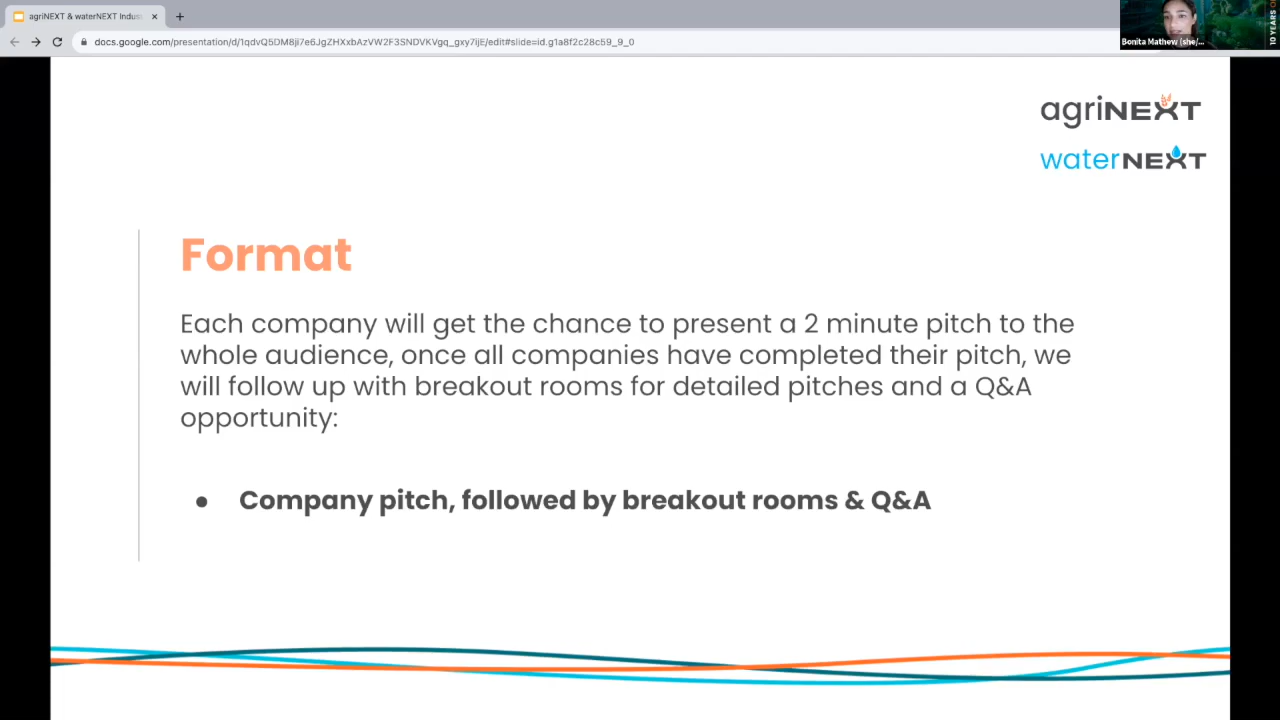 agriNEXT & waterNEXT Indus
docs.google.com/presentation/d/1qdvQ5DM8ji7e6JgZHXxbAzVW2F3SNDVKVgq_gxy7ijE/edit#slide=id.g1a8f2c28c59_9_0
Bonita Mathew (she/...
10 YEARS O
agriNEXT
waterNEXT
Format
Each company will get the chance to present a 2 minute pitch to the
whole audience, once all companies have completed their pitch, we
will follow up with breakout rooms for detailed pitches and a Q&A
opportunity:
● Company pitch, followed by breakout rooms & Q&A